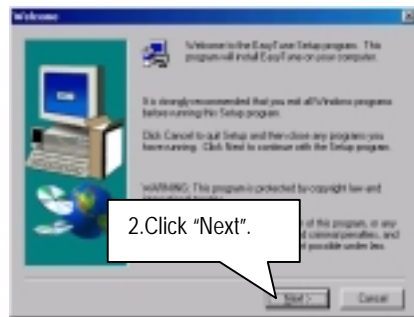 Welcome
Welcome to the EasyTune Setup program. This
program will install EasyTune on your computer.
It is strongly recommended that you exit all Windows programs
before running this Setup program.
Click Cancel to quit Setup and then close any programs you
have running. Click Next to continue with the Setup program.
WARNING: This program is protected by copyright law and
2.Click “Next”.
of this program, or any
criminal penalties, and
possible under law.
Next >
Cancel